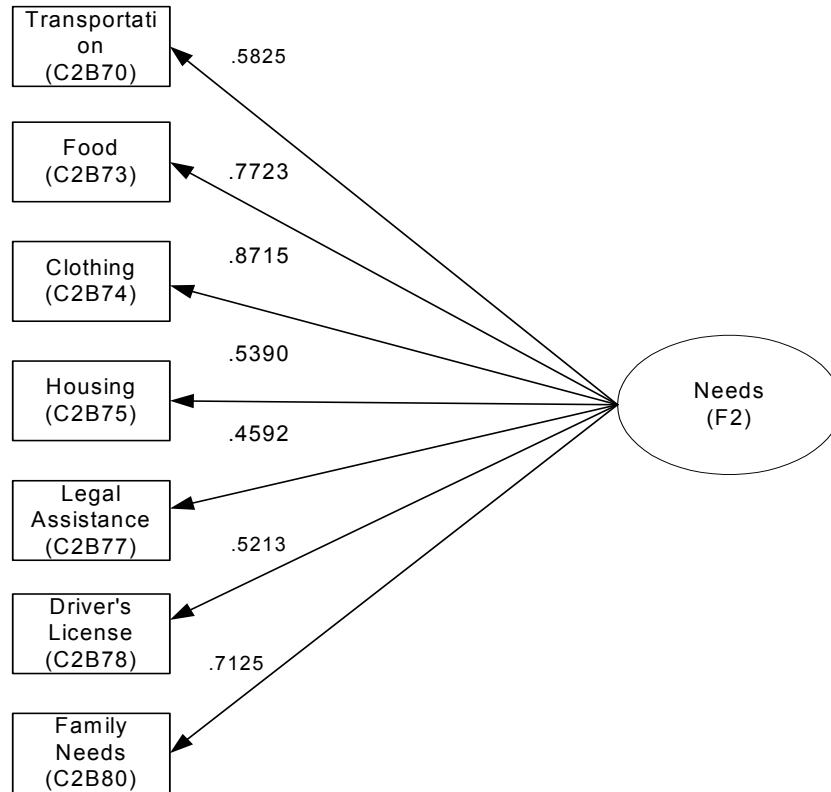 Transportati
on
(C2B70)
.5825
Food
(C2B73)
.7723
Clothing
(C2B74)
.8715
Housing
(C2B75)
.5390
Needs
(F2)
.4592
Legal
Assistance
(C2B77)
.5213
Driver's
License
(C2B78)
.7125
Family
Needs
(C2B80)